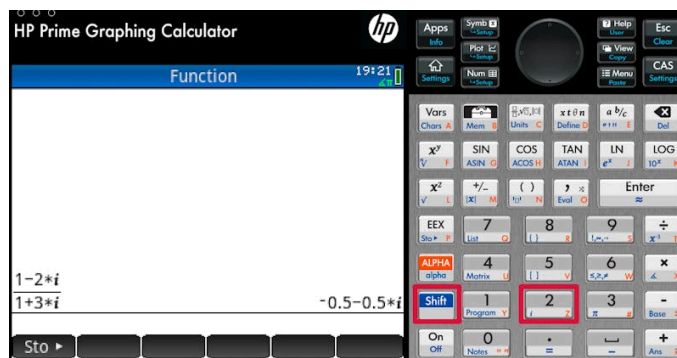 HP Prime Graphing Calculator
hp
Function
19:21
∡π
1-2*i
1+3*i
-0.5-0.5*i
Sto ►
Apps
Info
Symb
Setup
Plot
Setup
Num
Setup
Settings
Help
User
View
Copy
Menu
Paste
Esc
Clear
CAS
Settings
Vars
Chars A
Mem B
Units C
x t θ n
Define D
a b/c
E
Del
xʸ
√ F
SIN
ASIN G
COS
ACOS H
TAN
ATAN I
LN
eˣ J
LOG
10ˣ K
x²
√ L
+/-
|x| M
( )
N
,
Eval O
Enter
≈
EEX
Sto ► P
7
List Q
8
{ } R
9
S
÷
x⁻¹ T
ALPHA
alpha
4
Matrix U
5
[ ] V
6
≤,≥,≠ W
×
∡ X
Shift
1
Program Y
2
i Z
3
π #
-
Base :
On
Off
0
Notes " "
.
=
_
+
Ans ;